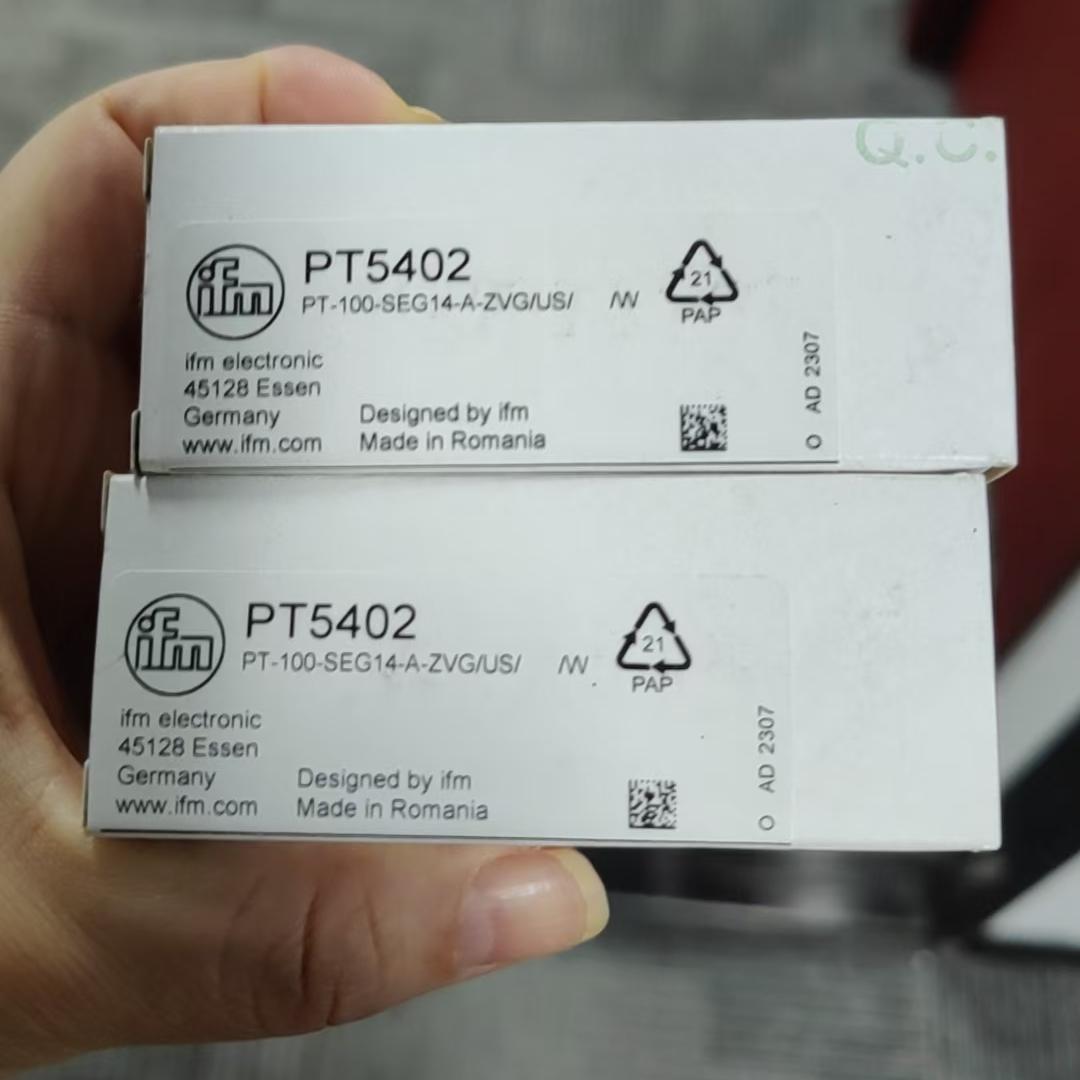 Q.C.
ifm
PT5402
PT-100-SEG14-A-ZVG/US/ /W
21
PAP
ifm electronic
45128 Essen
Germany
www.ifm.com
Designed by ifm
Made in Romania
O AD 2307
ifm
PT5402
PT-100-SEG14-A-ZVG/US/ /W
21
PAP
ifm electronic
45128 Essen
Germany
www.ifm.com
Designed by ifm
Made in Romania
O AD 2307